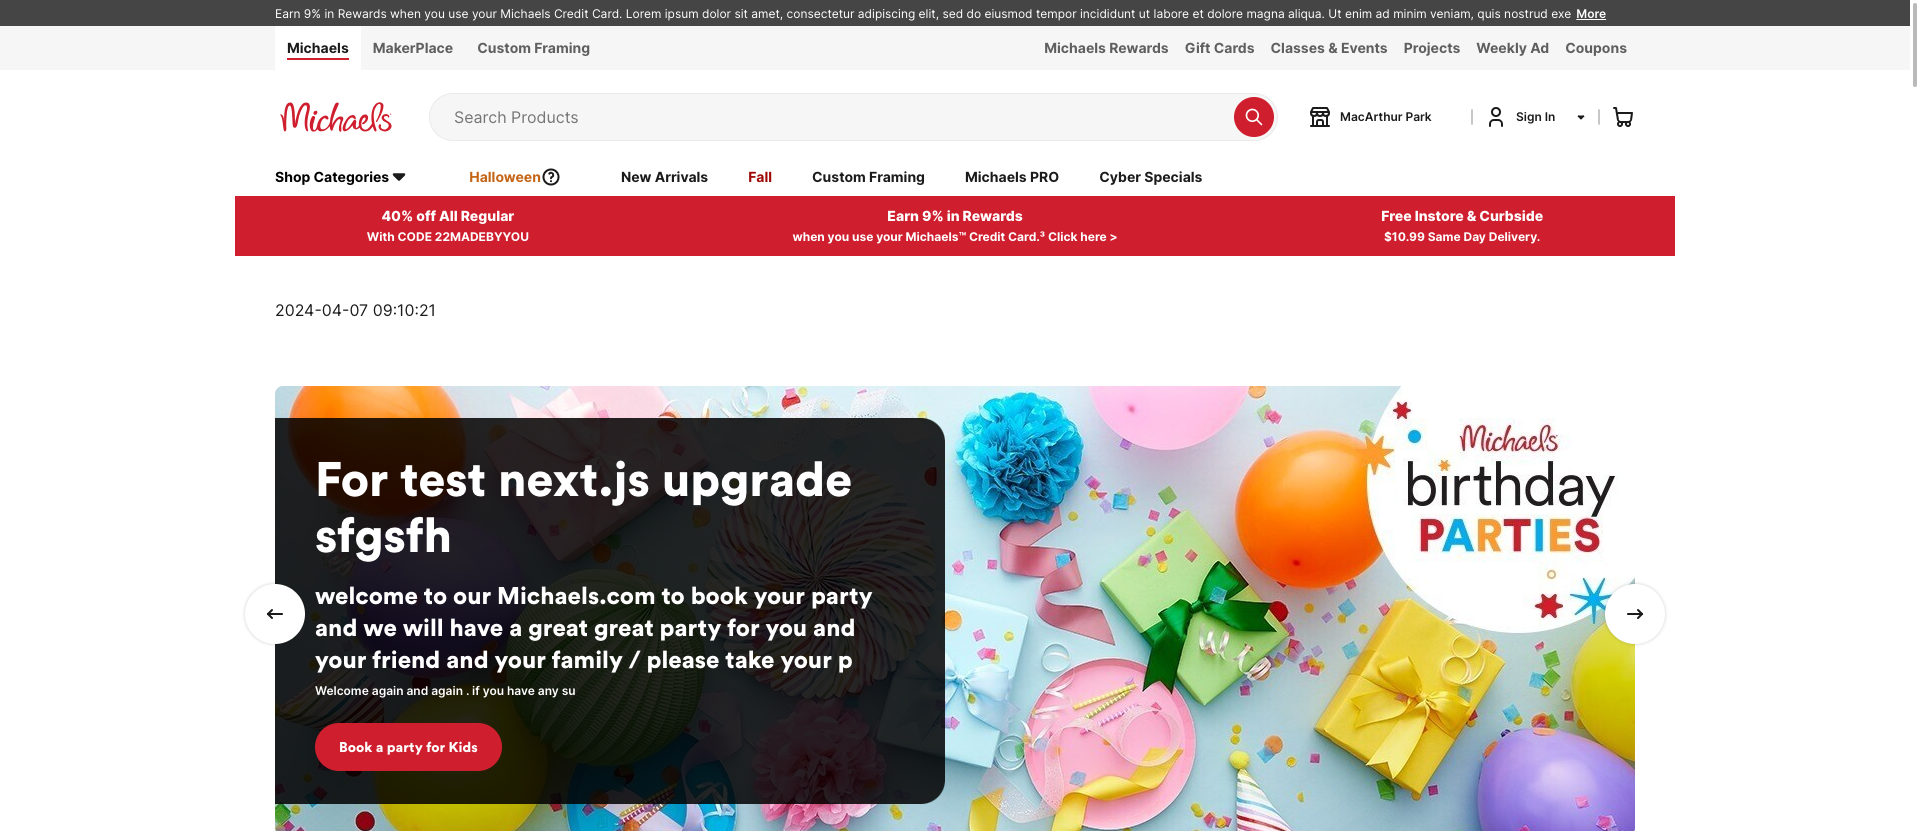 Earn 9% in Rewards when you use your Michaels Credit Card. Lorem ipsum dolor sit amet, consectetur adipiscing elit, sed do eiusmod tempor incididunt ut labore et dolore magna aliqua. Ut enim ad minim veniam, quis nostrud exe More
Michaels MakerPlace Custom Framing Michaels Rewards Gift Cards Classes & Events Projects Weekly Ad Coupons
Michaels Search Products MacArthur Park Sign In
Shop Categories Halloween New Arrivals Fall Custom Framing Michaels PRO Cyber Specials
40% off All Regular
With CODE 22MADEBYYOU
Earn 9% in Rewards
when you use your Michaels™ Credit Card.³ Click here >
Free Instore & Curbside
$10.99 Same Day Delivery.
2024-04-07 09:10:21
For test next.js upgrade
sfgsfh
welcome to our Michaels.com to book your party
and we will have a great great party for you and
your friend and your family / please take your p
Welcome again and again . if you have any su
Book a party for Kids
Michaels
birthday
PARTIES